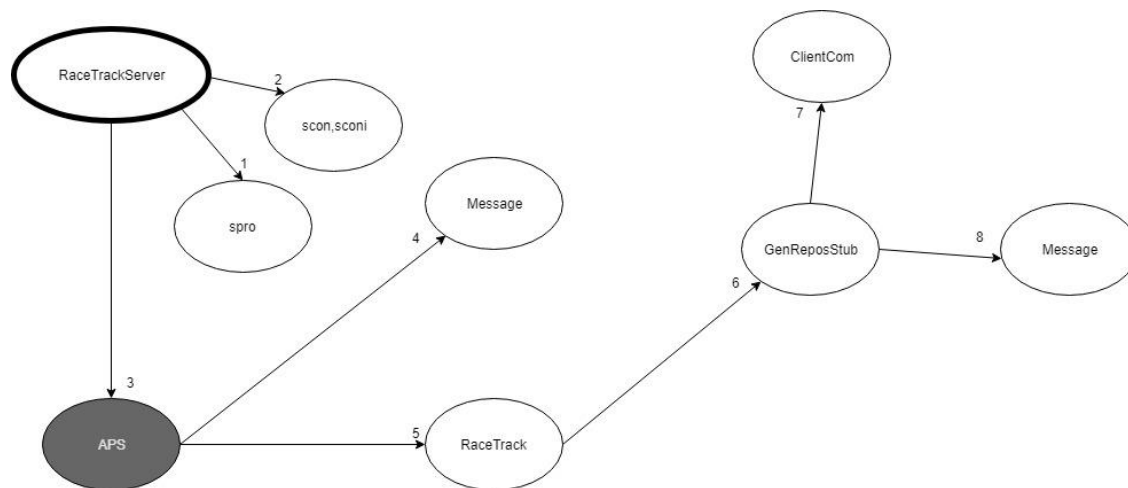 ClientCom
RaceTrackServer
2
7
scon,sconi
1
Message
spro
4
GenReposStub
8
Message
6
3
APS
5
RaceTrack